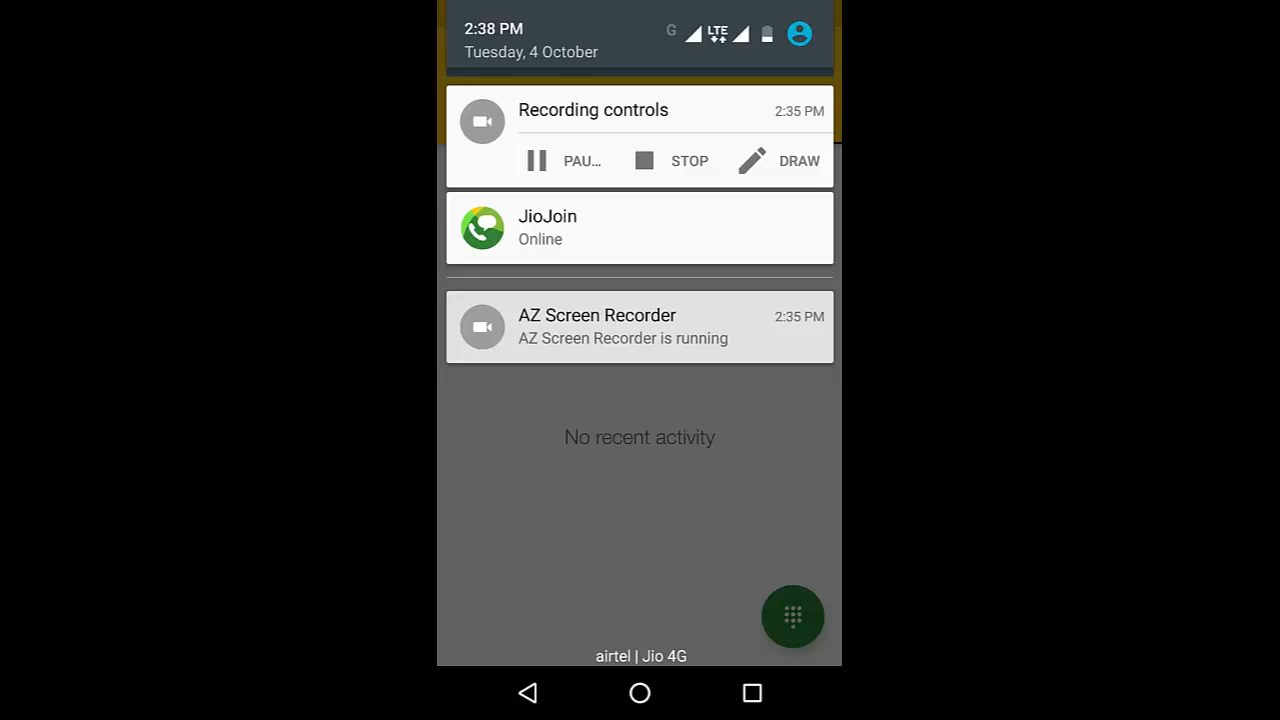 2:38 PM
G LTE
Tuesday, 4 October
Recording controls 2:35 PM
PAU... STOP DRAW
JioJoin
Online
AZ Screen Recorder 2:35 PM
AZ Screen Recorder is running
No recent activity
airtel | Jio 4G